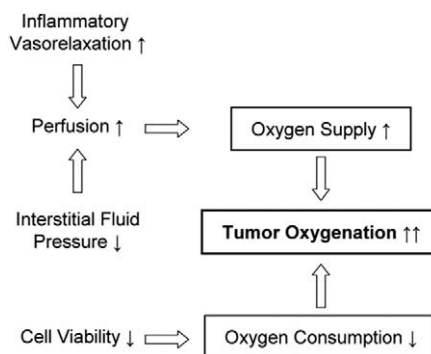 Inflammatory
Vasorelaxation ↑
Perfusion ↑
Oxygen Supply ↑
Interstitial Fluid
Pressure ↓
Tumor Oxygenation ↑↑
Cell Viability ↓
Oxygen Consumption ↓